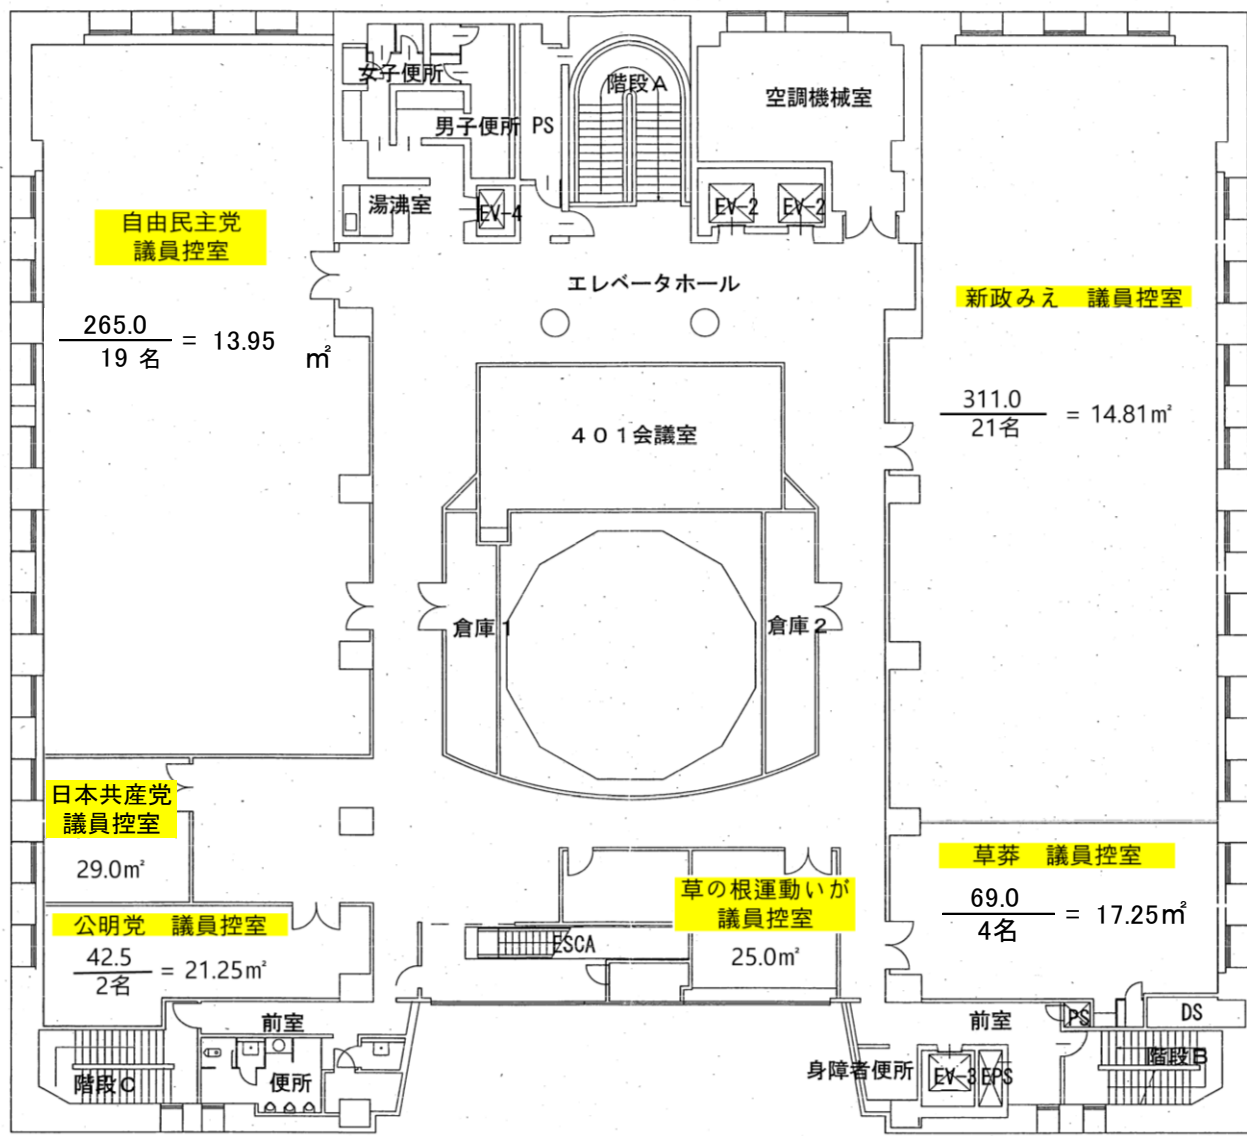 女子便所
男子便所
PS
階段A
空調機械室
湯沸室
EV-4
EV-2
EV-2
自由民主党
議員控室
エレベータホール
新政みえ 議員控室
265.0
19 名
= 13.95
㎡
311.0
21名
= 14.81㎡
401会議室
倉庫1
倉庫2
日本共産党
議員控室
29.0㎡
草莽 議員控室
69.0
4名
= 17.25㎡
草の根運動いが
議員控室
25.0㎡
公明党 議員控室
42.5
2名
= 21.25㎡
ESCA
前室
前室
PS
DS
階段C
便所
身障者便所
EV-3
EPS
階段B